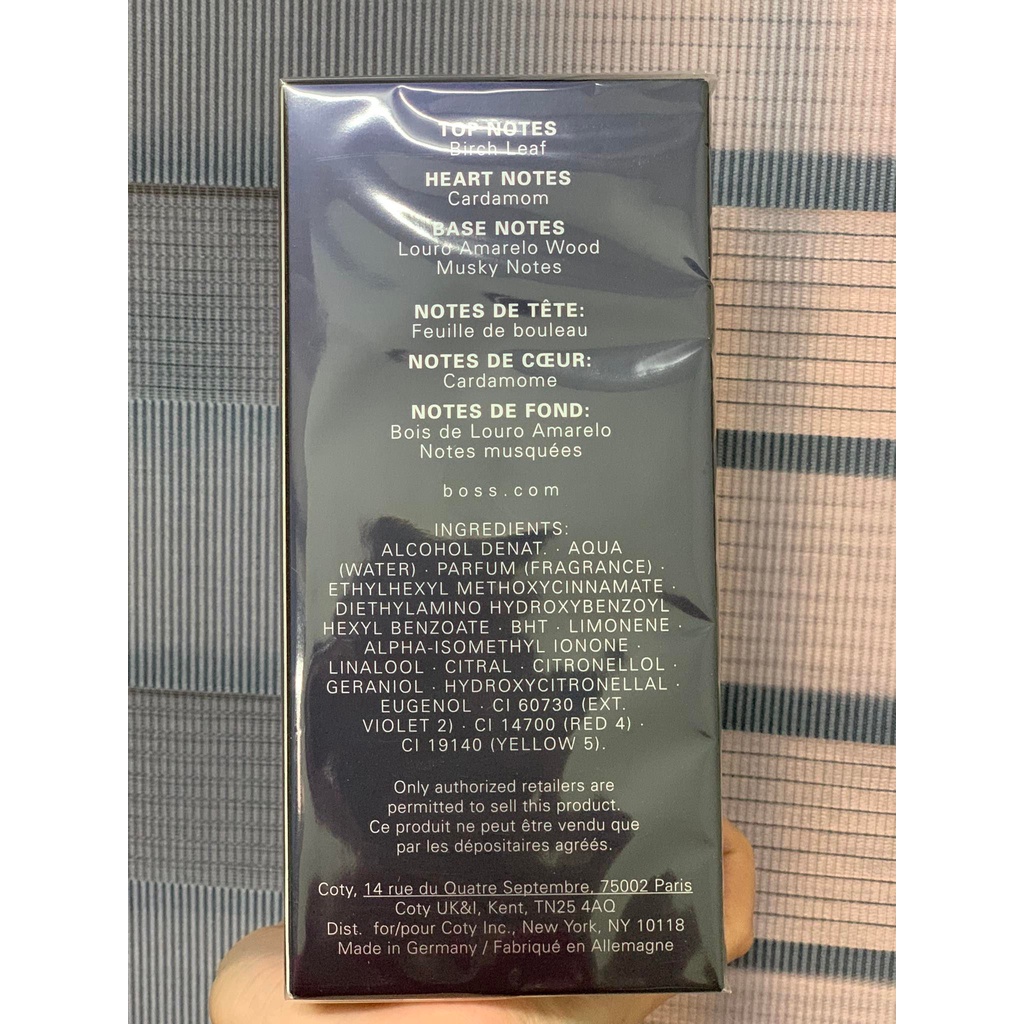 TOP NOTES
Birch Leaf
HEART NOTES
Cardamom
BASE NOTES
Louro Amarelo Wood
Musky Notes
NOTES DE TÊTE:
Feuille de bouleau
NOTES DE CŒUR:
Cardamome
NOTES DE FOND:
Bois de Louro Amarelo
Notes musquées
boss.com
INGREDIENTS:
ALCOHOL DENAT. · AQUA
(WATER) · PARFUM (FRAGRANCE) ·
ETHYLHEXYL METHOXYCINNAMATE ·
DIETHYLAMINO HYDROXYBENZOYL
HEXYL BENZOATE · BHT · LIMONENE ·
ALPHA-ISOMETHYL IONONE ·
LINALOOL · CITRAL · CITRONELLOL ·
GERANIOL · HYDROXYCITRONELLAL ·
EUGENOL · CI 60730 (EXT.
VIOLET 2) · CI 14700 (RED 4) ·
CI 19140 (YELLOW 5).
Only authorized retailers are
permitted to sell this product.
Ce produit ne peut être vendu que
par les dépositaires agréés.
Coty, 14 rue du Quatre Septembre, 75002 Paris
Coty UK&I, Kent, TN25 4AQ
Dist. for/pour Coty Inc., New York, NY 10118
Made in Germany / Fabriqué en Allemagne